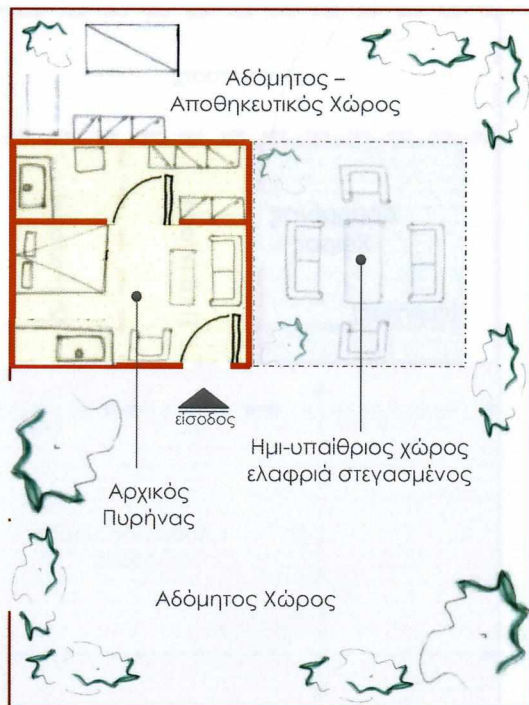 Αδόμητος –
Αποθηκευτικός Χώρος
είσοδος
Ημι-υπαίθριος χώρος
ελαφριά στεγασμένος
Αρχικός
Πυρήνας
Αδόμητος Χώρος